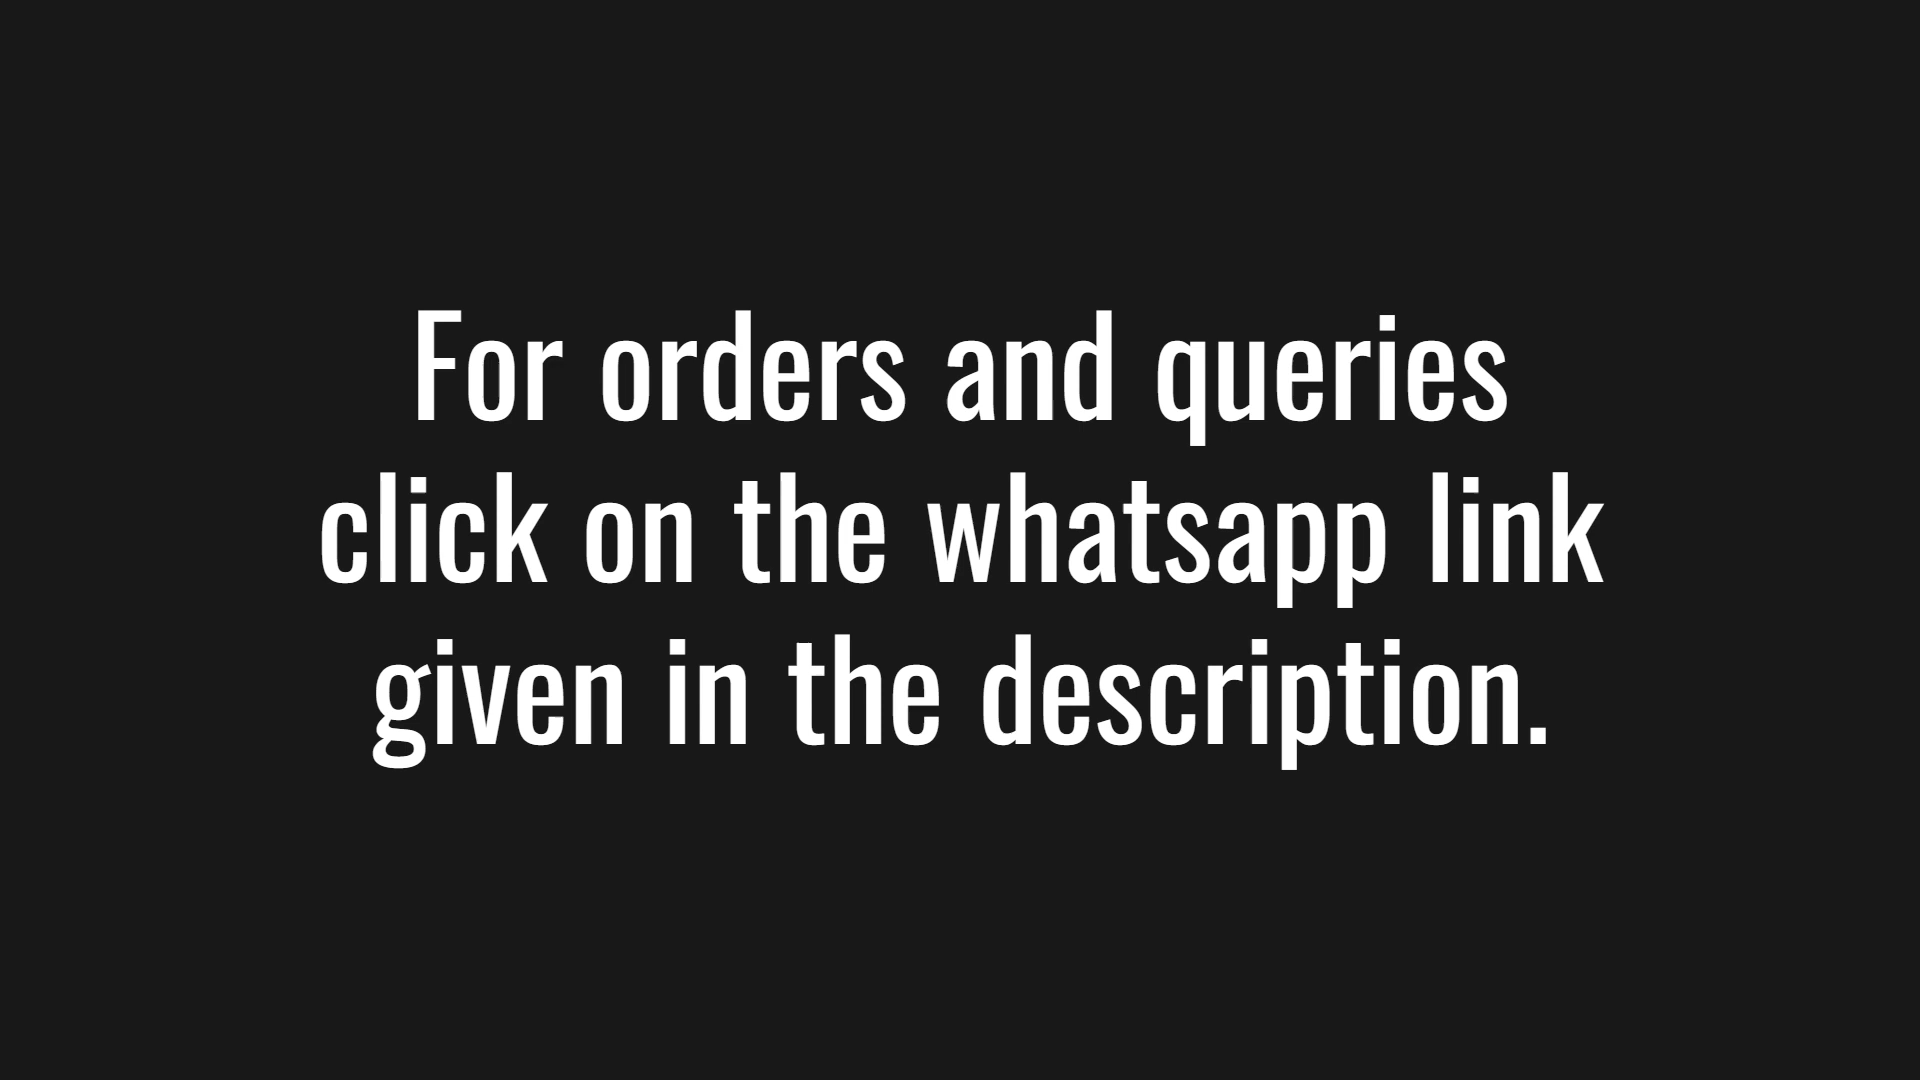 For orders and queries
click on the whatsapp link
given in the description.